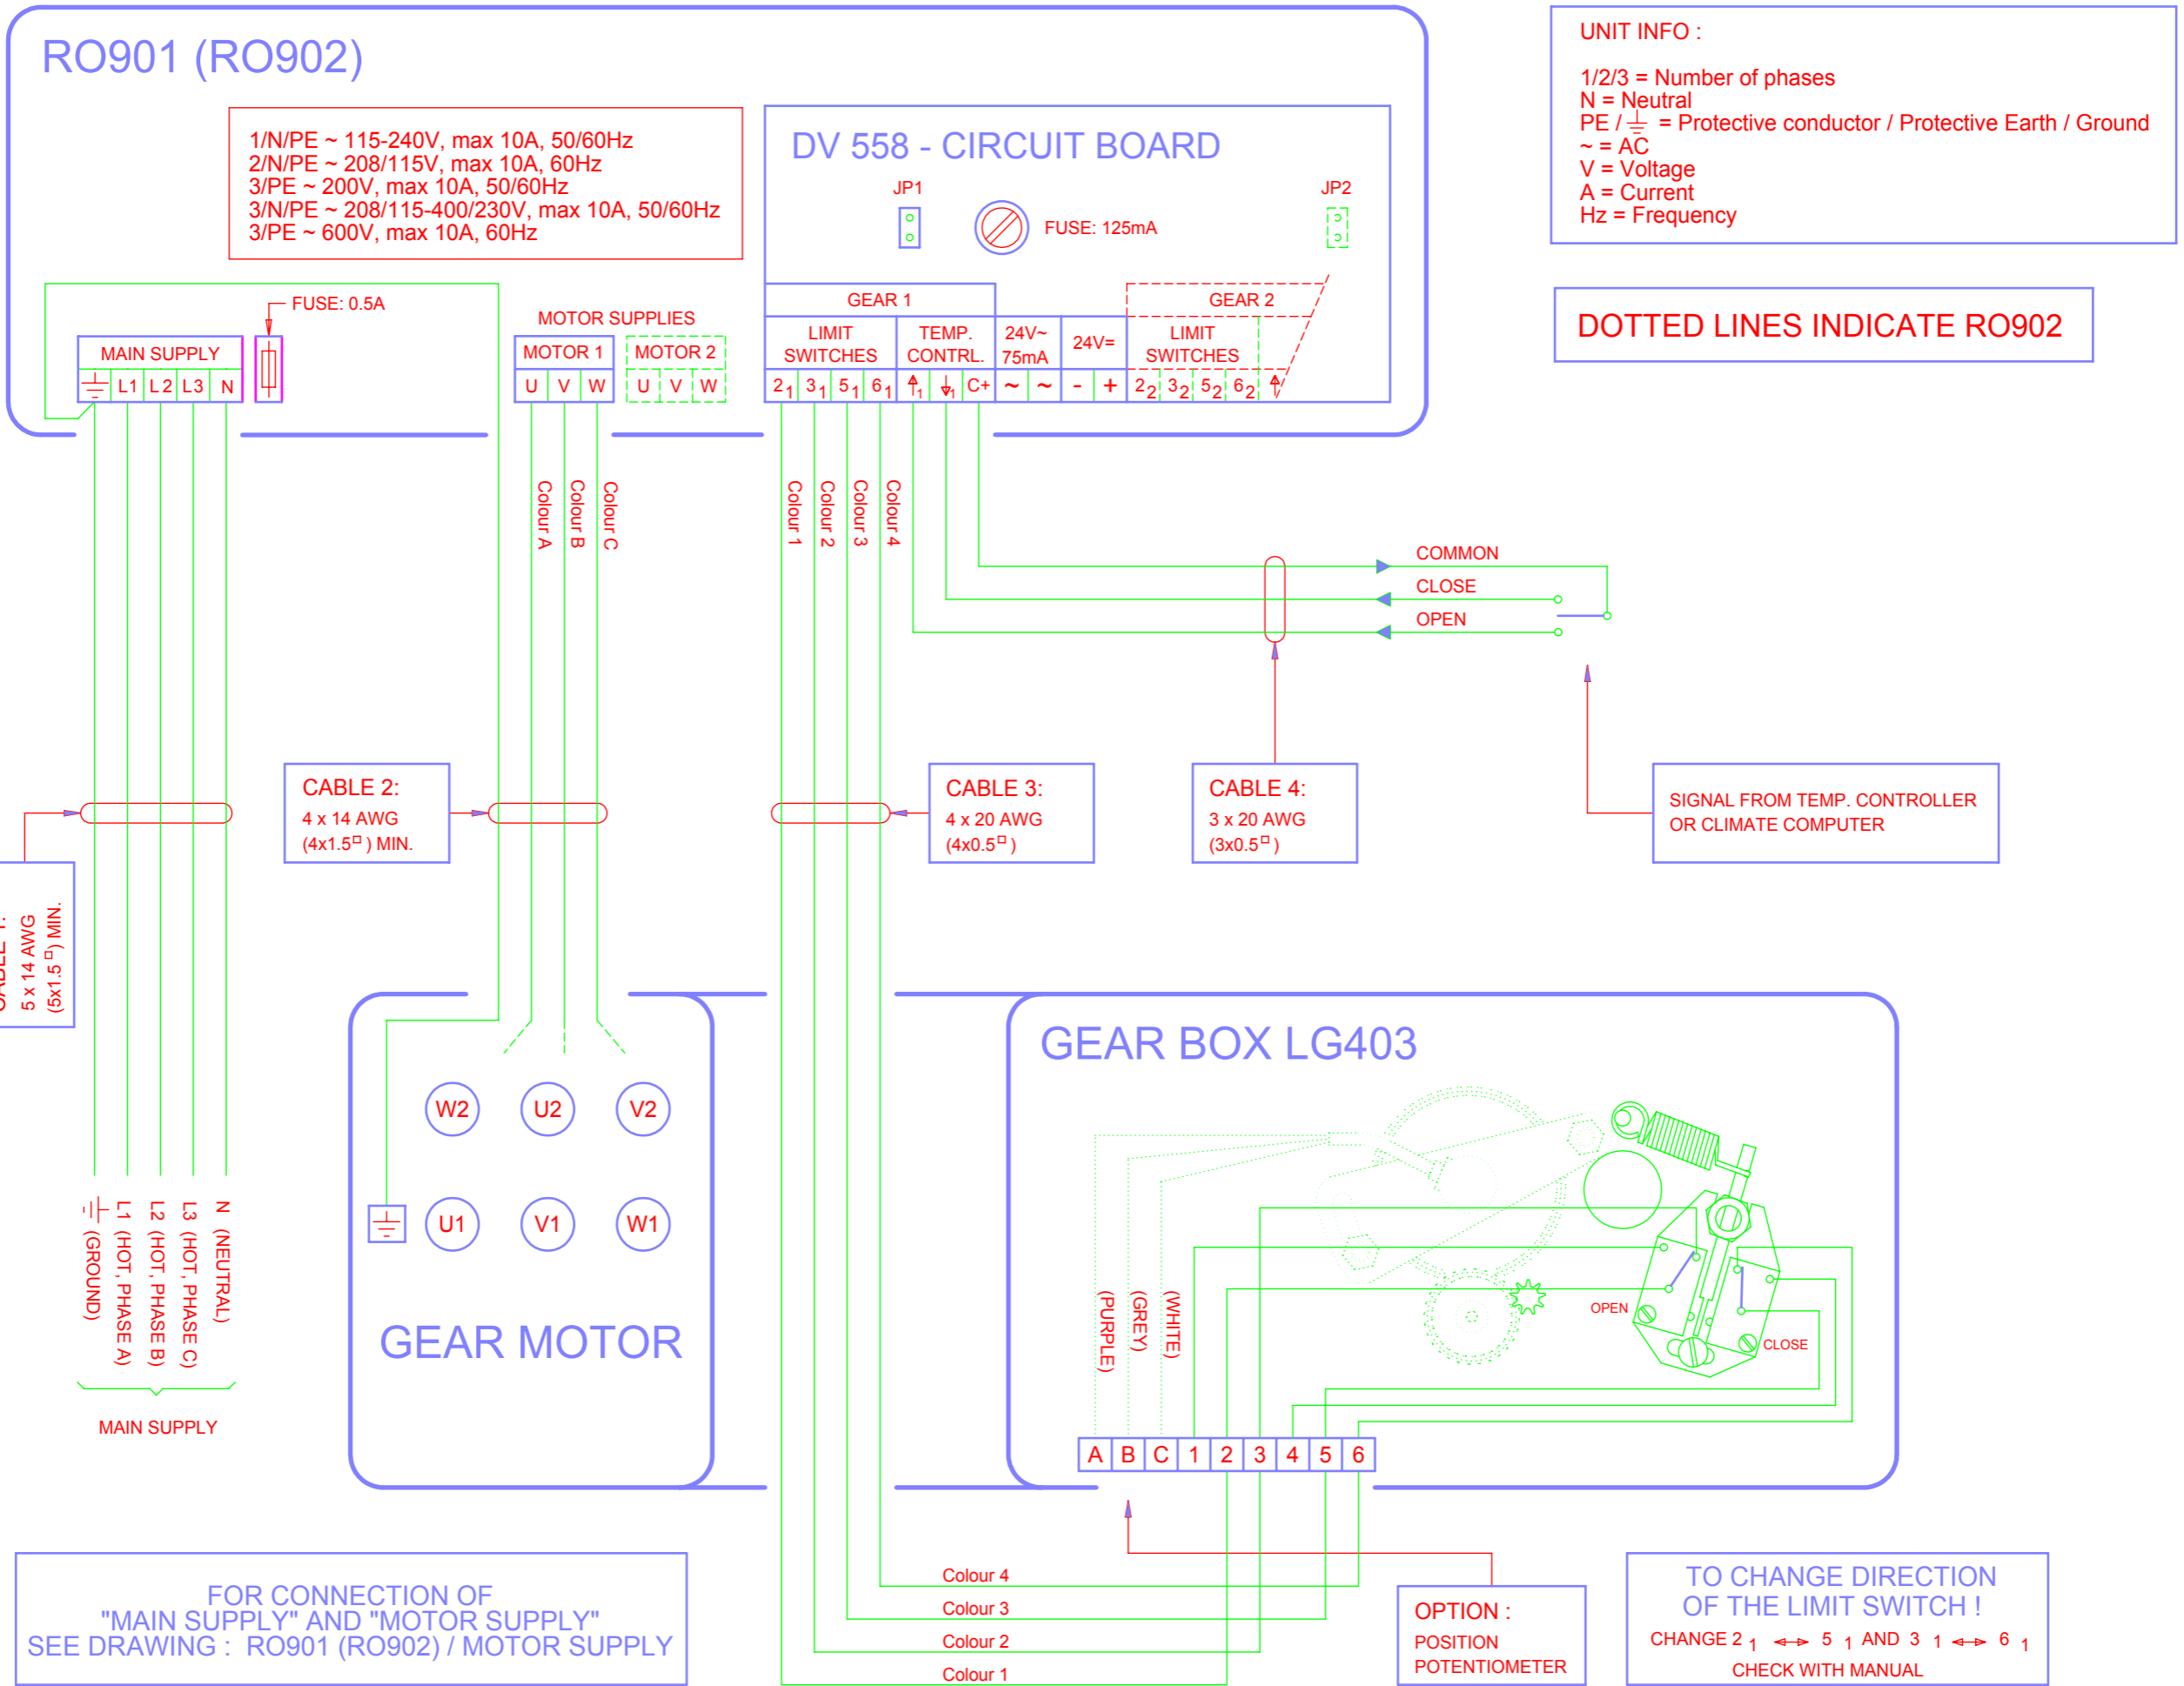 RO901 (RO902)
1/N/PE ~ 115-240V, max 10A, 50/60Hz
2/N/PE ~ 208/115V, max 10A, 60Hz
3/PE ~ 200V, max 10A, 50/60Hz
3/N/PE ~ 208/115-400/230V, max 10A, 50/60Hz
3/PE ~ 600V, max 10A, 60Hz
DV 558 - CIRCUIT BOARD
JP1
FUSE: 125mA
JP2
UNIT INFO :
1/2/3 = Number of phases
N = Neutral
PE / ⏚ = Protective conductor / Protective Earth / Ground
~ = AC
V = Voltage
A = Current
Hz = Frequency
DOTTED LINES INDICATE RO902
FUSE: 0.5A
MAIN SUPPLY
⏚ L1 L2 L3 N
MOTOR SUPPLIES
MOTOR 1 MOTOR 2
U V W U V W
GEAR 1 GEAR 2
LIMIT SWITCHES
TEMP. CONTRL.
24V~ 75mA
24V=
LIMIT SWITCHES
2₁ 3₁ 5₁ 6₁ ↑₁ ↓₁ C+ ~ ~ - + 2₂ 3₂ 5₂ 6₂ ↑
Colour A
Colour B
Colour C
Colour 1
Colour 2
Colour 3
Colour 4
COMMON
CLOSE
OPEN
CABLE 2:
4 x 14 AWG
(4x1.5□) MIN.
CABLE 3:
4 x 20 AWG
(4x0.5□)
CABLE 4:
3 x 20 AWG
(3x0.5□)
SIGNAL FROM TEMP. CONTROLLER
OR CLIMATE COMPUTER
5 x 14 AWG
(5x1.5□) MIN.
⏚ (GROUND)
L1 (HOT, PHASE A)
L2 (HOT, PHASE B)
L3 (HOT, PHASE C)
N (NEUTRAL)
MAIN SUPPLY
W2 U2 V2
⏚ U1 V1 W1
GEAR MOTOR
GEAR BOX LG403
(PURPLE)
(GREY)
(WHITE)
OPEN
CLOSE
A B C 1 2 3 4 5 6
Colour 4
Colour 3
Colour 2
Colour 1
FOR CONNECTION OF
"MAIN SUPPLY" AND "MOTOR SUPPLY"
SEE DRAWING : RO901 (RO902) / MOTOR SUPPLY
OPTION :
POSITION
POTENTIOMETER
TO CHANGE DIRECTION
OF THE LIMIT SWITCH !
CHANGE 2 ₁ ↔ 5 ₁ AND 3 ₁ ↔ 6 ₁
CHECK WITH MANUAL